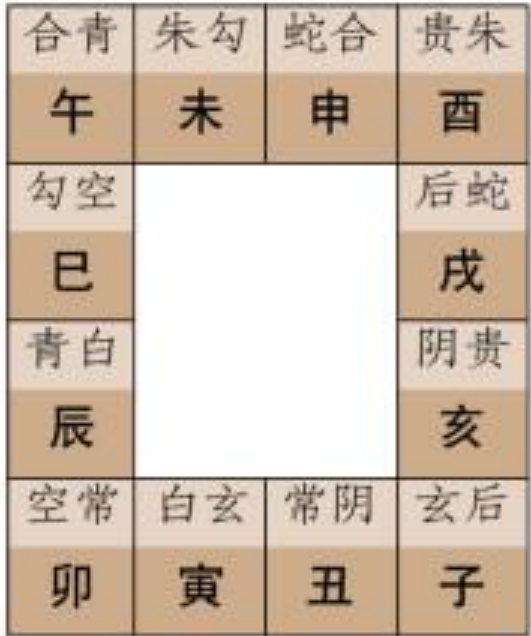 合青 朱勾 蛇合 贵朱
午 未 申 酉
勾空 后蛇
巳 戌
青白 阴贵
辰 亥
空常 白玄 常阴 玄后
卯 寅 丑 子